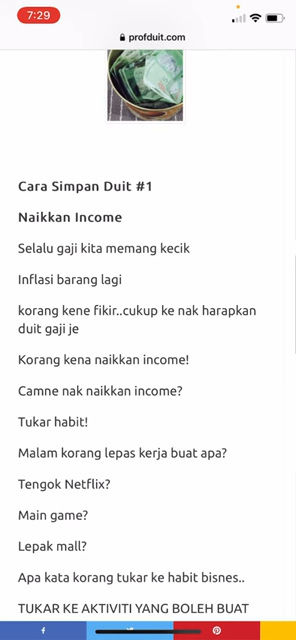 7:29
profduit.com
Cara Simpan Duit #1
Naikkan Income
Selalu gaji kita memang kecik
Inflasi barang lagi
korang kene fikir..cukup ke nak harapkan
duit gaji je
Korang kena naikkan income!
Camne nak naikkan income?
Tukar habit!
Malam korang lepas kerja buat apa?
Tengok Netflix?
Main game?
Lepak mall?
Apa kata korang tukar ke habit bisnes..
TUKAR KE AKTIVITI YANG BOLEH BUAT